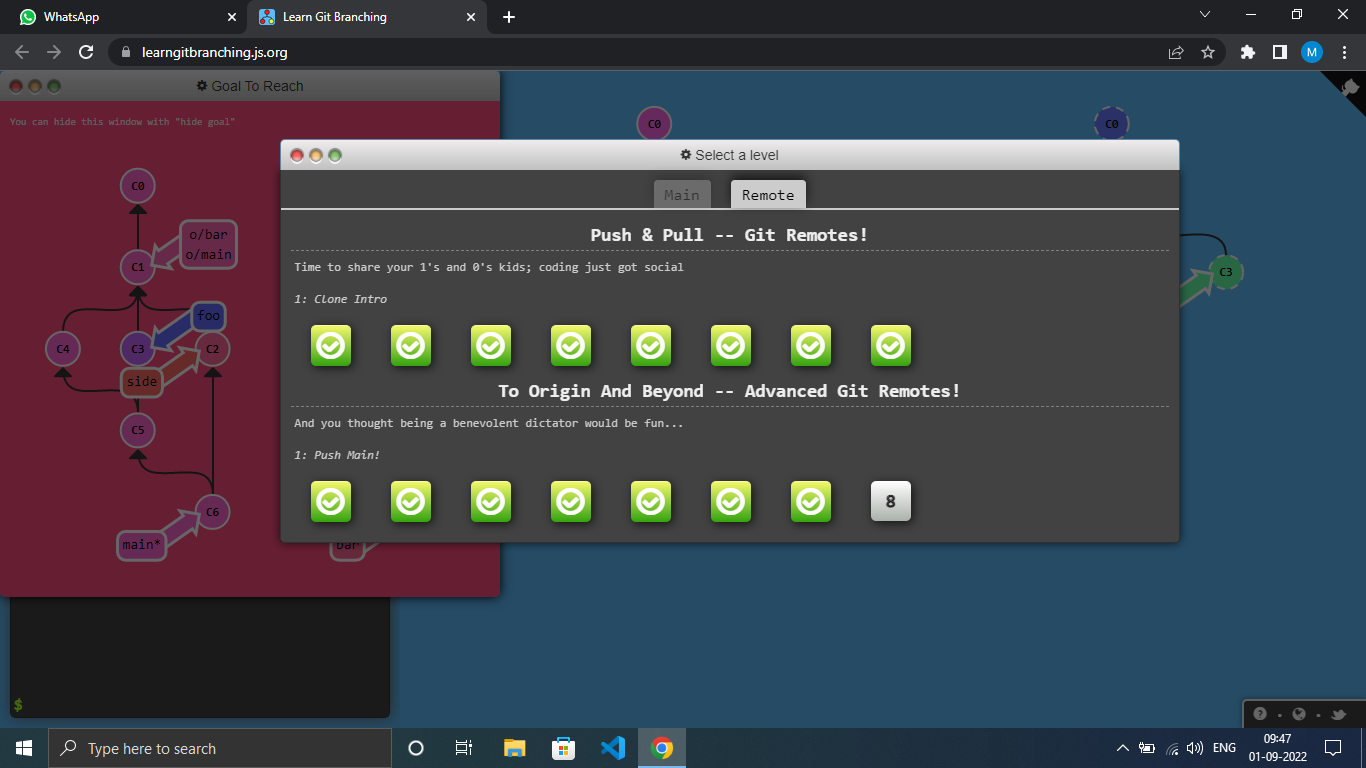 WhatsApp
Learn Git Branching
learngitbranching.js.org
M
Goal To Reach
You can hide this window with "hide goal"
C0
o/bar
o/main
C1
foo
C4
C3
C2
side
C5
C6
main*
bar
C0
C0
C3
Select a level
Main
Remote
Push & Pull -- Git Remotes!
Time to share your 1's and 0's kids; coding just got social
1: Clone Intro
To Origin And Beyond -- Advanced Git Remotes!
And you thought being a benevolent dictator would be fun...
1: Push Main!
8
$
Type here to search
ENG
09:47
01-09-2022